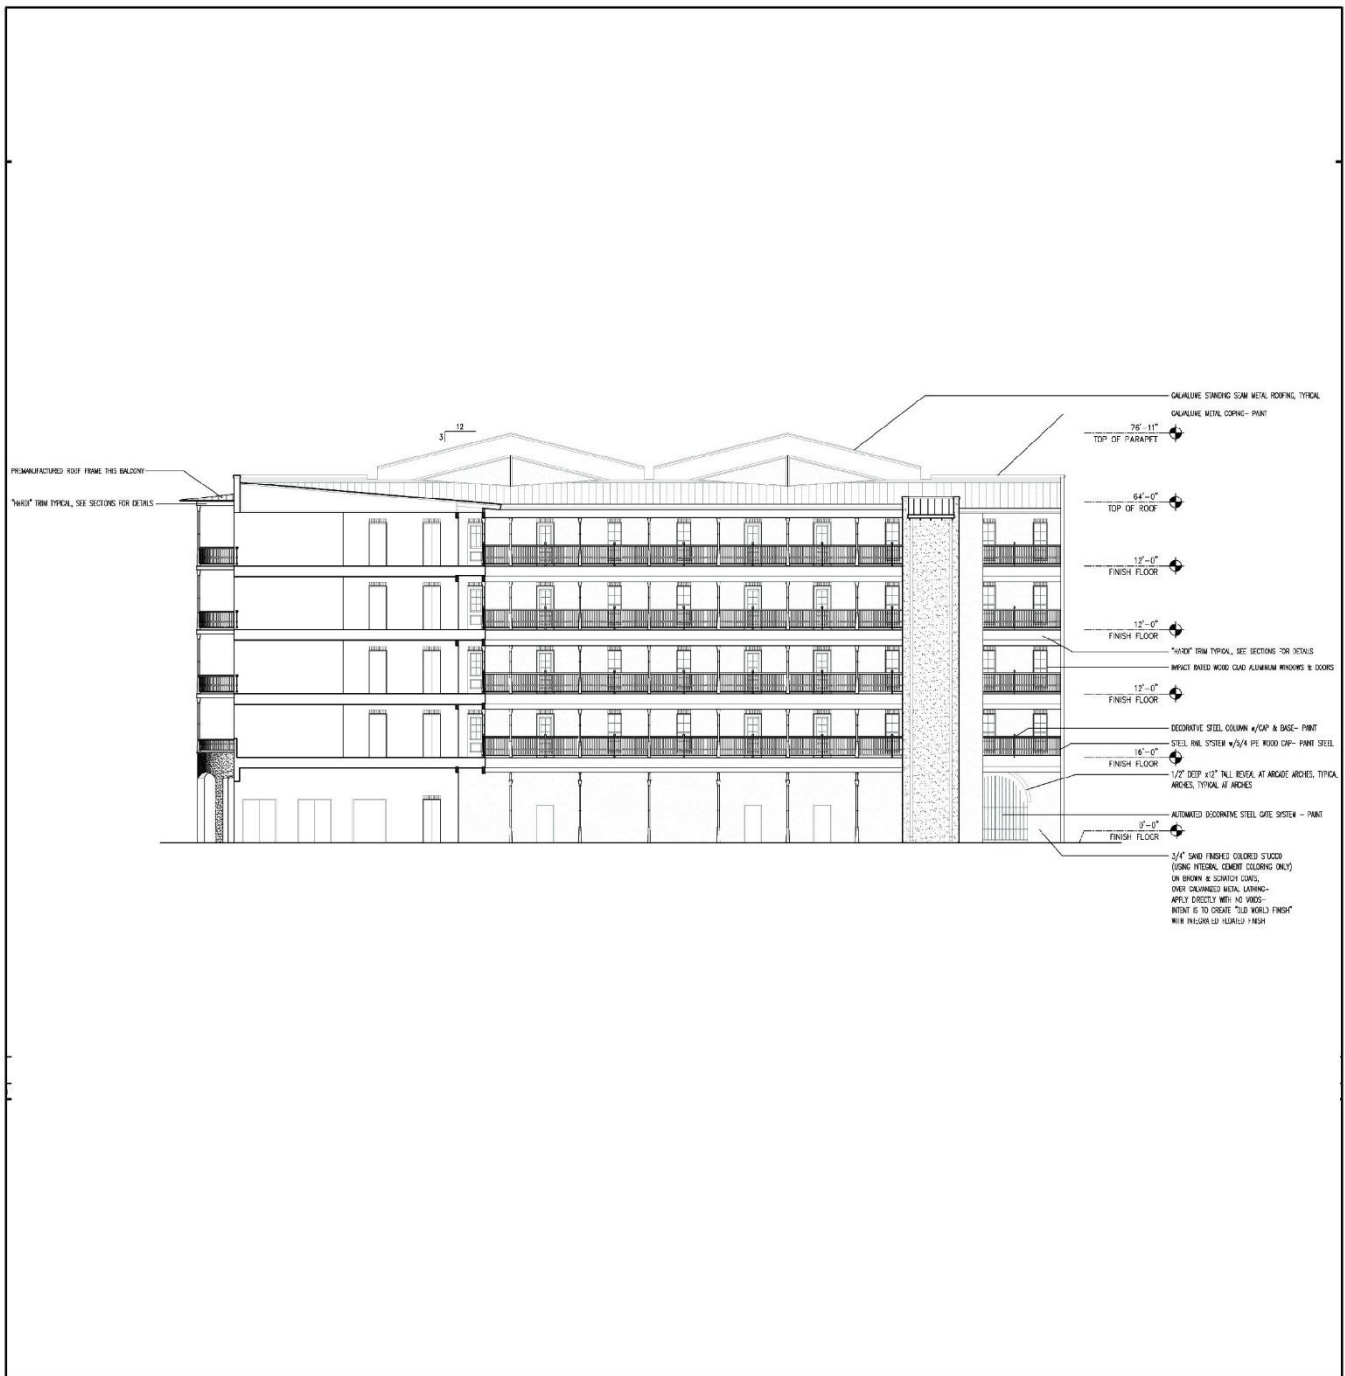 GALVALUME STANDING SEAM METAL ROOFING, TYPICAL
GALVALUME METAL COPING- PAINT
12
3
76'-11"
TOP OF PARAPET
PREMANUFACTURED ROOF FRAME THIS BALCONY
"HARDI" TRIM TYPICAL, SEE SECTIONS FOR DETAILS
64'-0"
TOP OF ROOF
12'-0"
FINISH FLOOR
12'-0"
FINISH FLOOR
"HARDI" TRIM TYPICAL, SEE SECTIONS FOR DETAILS
IMPACT RATED WOOD CLAD ALUMINUM WINDOWS & DOORS
12'-0"
FINISH FLOOR
DECORATIVE STEEL COLUMN w/CAP & BASE- PAINT
STEEL RAIL SYSTEM w/5/4 IPE WOOD CAP- PAINT STEEL
16'-0"
FINISH FLOOR
1/2" DEEP x12" TALL REVEAL AT ARCADE ARCHES, TYPICAL
ARCHES, TYPICAL AT ARCHES
AUTOMATED DECORATIVE STEEL GATE SYSTEM - PAINT
0'-0"
FINISH FLOOR
3/4" SAND FINISHED COLORED STUCCO
(USING INTEGRAL CEMENT COLORING ONLY)
ON BROWN & SCRATCH COATS,
OVER GALVANIZED METAL LATHING-
APPLY DIRECTLY WITH NO VOIDS-
INTENT IS TO CREATE "OLD WORLD FINISH"
WITH INTEGRATED FLOATED FINISH